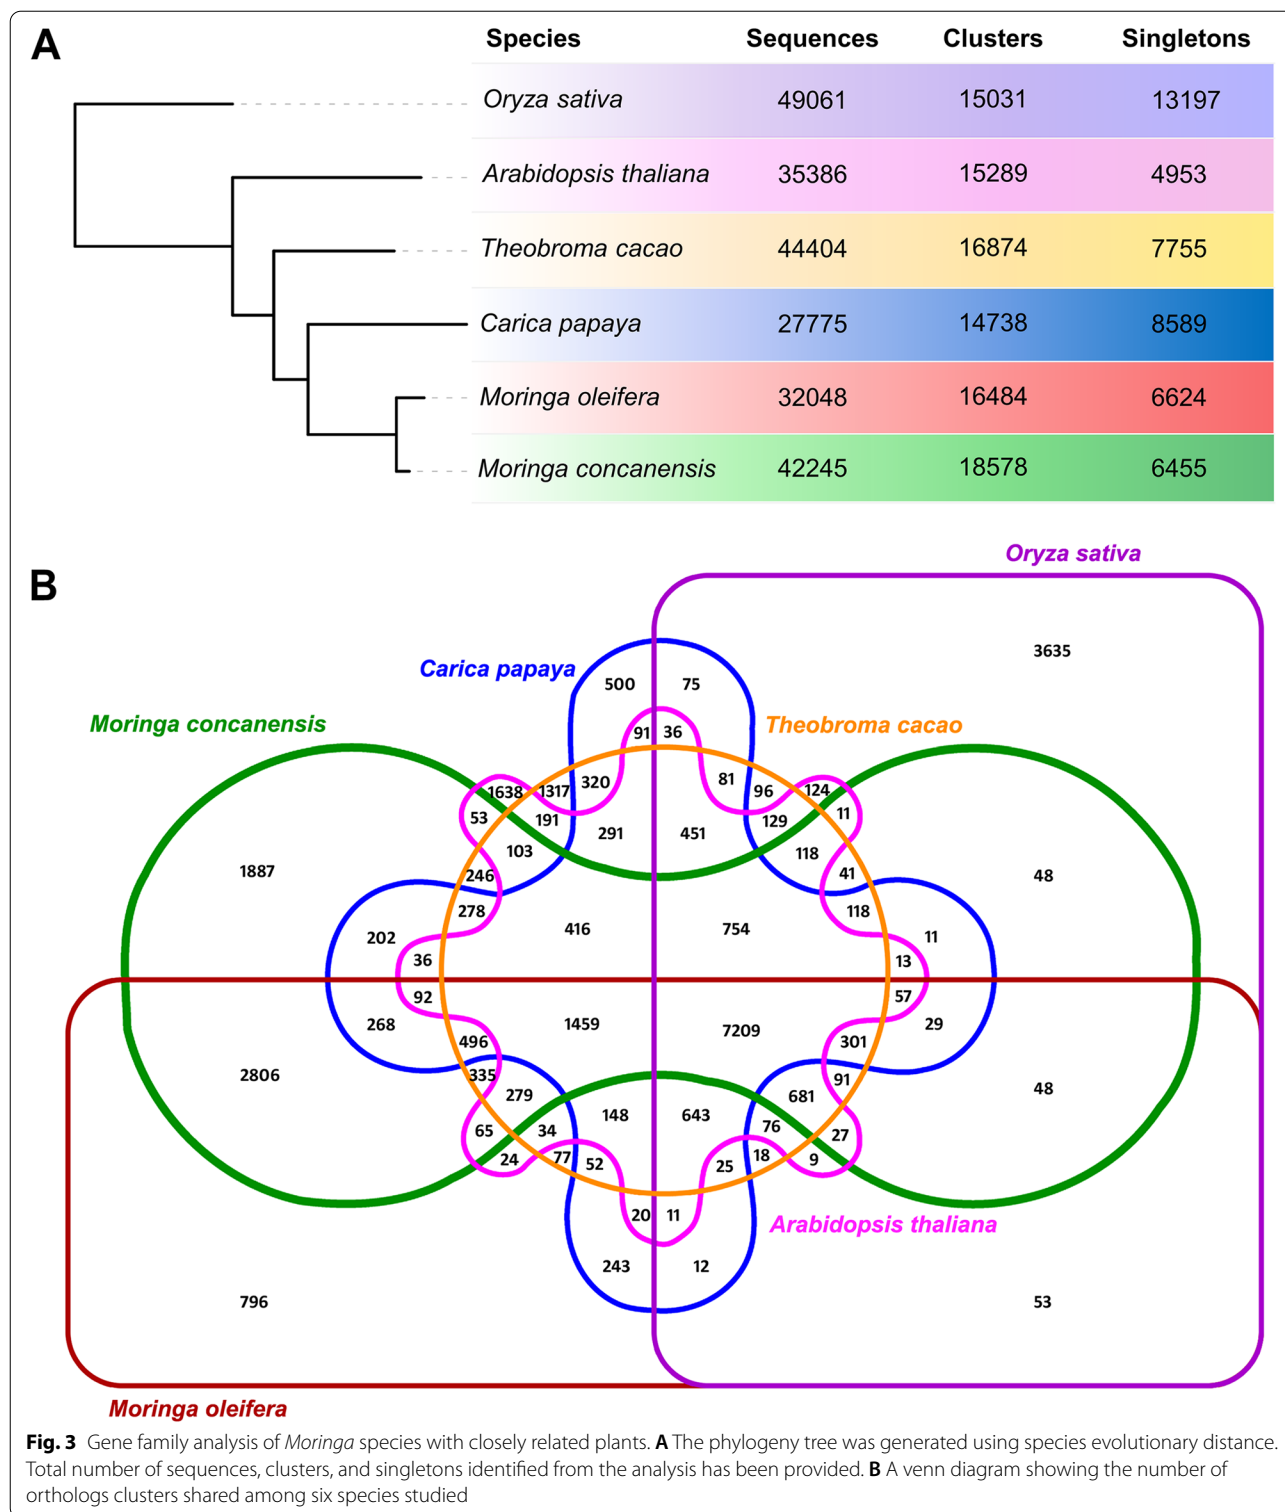 A
Species Sequences Clusters Singletons
Oryza sativa 49061 15031 13197
Arabidopsis thaliana 35386 15289 4953
Theobroma cacao 44404 16874 7755
Carica papaya 27775 14738 8589
Moringa oleifera 32048 16484 6624
Moringa concanensis 42245 18578 6455
B
Oryza sativa
3635
Carica papaya
500 75
Moringa concanensis
Theobroma cacao
91 36
320 81
1638 1317 96 124
53 191 129 11
291 451
103 118
1887 246 41 48
278 118
416 754
202 11
36 13
92 57
268 1459 7209 29
496 301
2806 335 91 48
279 681
148 643
65 34 76 27
24 77 52 25 18 9
20 11
Arabidopsis thaliana
243 12
796 53
Moringa oleifera
Fig. 3 Gene family analysis of Moringa species with closely related plants. A The phylogeny tree was generated using species evolutionary distance.
Total number of sequences, clusters, and singletons identified from the analysis has been provided. B A venn diagram showing the number of
orthologs clusters shared among six species studied